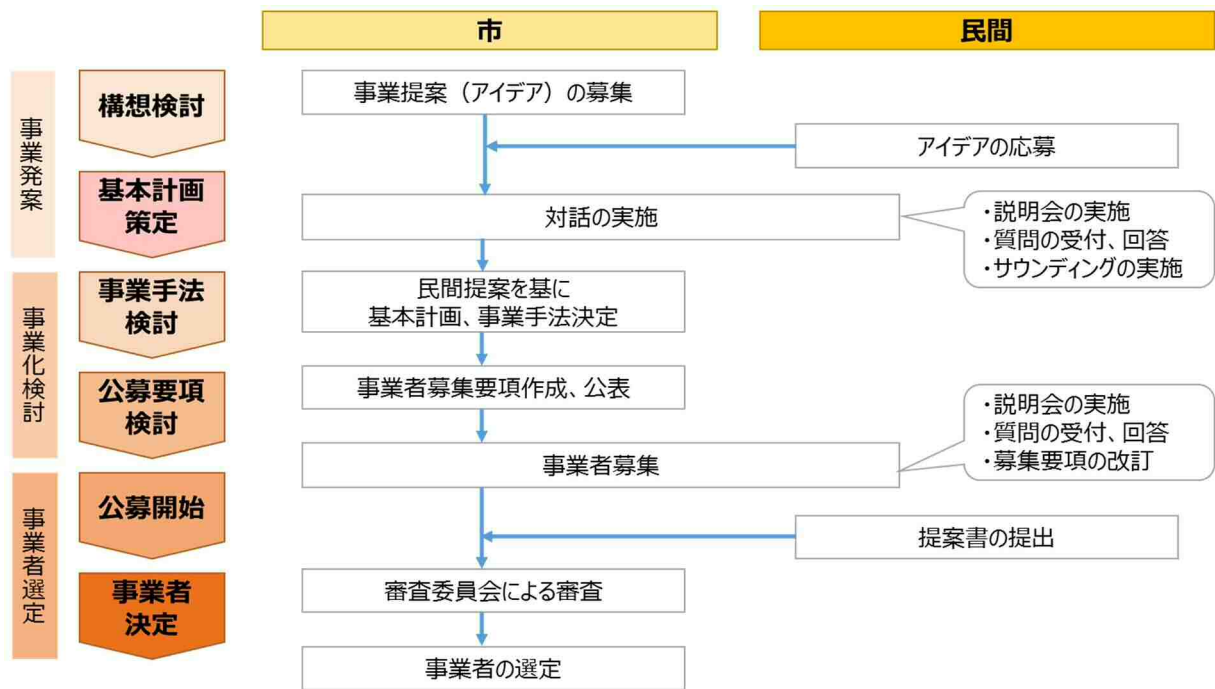 市
民間
事業発案
構想検討
事業提案（アイデア）の募集
アイデアの応募
基本計画
策定
対話の実施
・説明会の実施
・質問の受付、回答
・サウンディングの実施
事業化検討
事業手法
検討
民間提案を基に
基本計画、事業手法決定
公募要項
検討
事業者募集要項作成、公表
事業者募集
・説明会の実施
・質問の受付、回答
・募集要項の改訂
事業者選定
公募開始
提案書の提出
事業者
決定
審査委員会による審査
事業者の選定